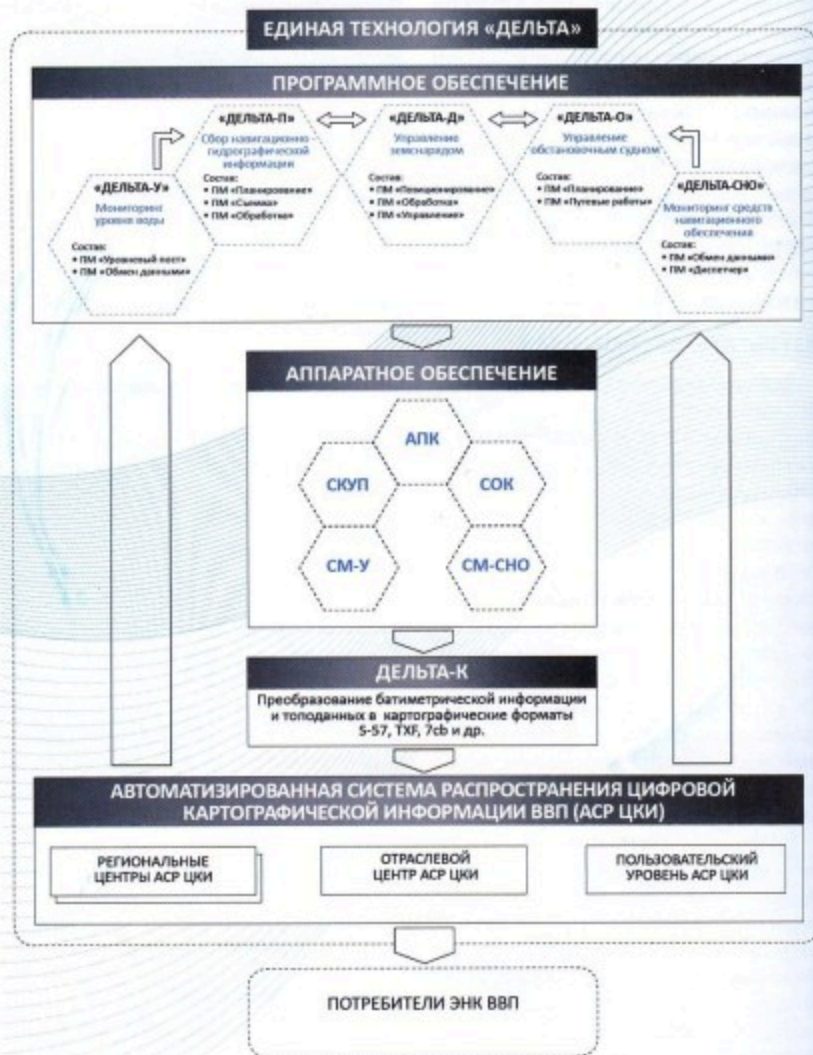 ЕДИНАЯ ТЕХНОЛОГИЯ «ДЕЛЬТА»
ПРОГРАММНОЕ ОБЕСПЕЧЕНИЕ
«ДЕЛЬТА-У»
Мониторинг
уровня воды
Состав:
• ПМ «Уровневый пост»
• ПМ «Обмен данными»
«ДЕЛЬТА-П»
Сбор навигационно-
гидрографической
информации
Состав:
• ПМ «Планирование»
• ПМ «Съемка»
• ПМ «Обработка»
«ДЕЛЬТА-Д»
Управление
земснарядом
Состав:
• ПМ «Позиционирование»
• ПМ «Обработка»
• ПМ «Управление»
«ДЕЛЬТА-О»
Управление
обстановочным судном
Состав:
• ПМ «Планирование»
• ПМ «Путевые работы»
«ДЕЛЬТА-СНО»
Мониторинг средств
навигационного
обеспечения
Состав:
• ПМ «Обмен данными»
• ПМ «Диспетчер»
АППАРАТНОЕ ОБЕСПЕЧЕНИЕ
АПК
СКУП
СОК
СМ-У
СМ-СНО
ДЕЛЬТА-К
Преобразование батиметрической информации
и топоданных в картографические форматы
S-57, TXF, 7cb и др.
АВТОМАТИЗИРОВАННАЯ СИСТЕМА РАСПРОСТРАНЕНИЯ ЦИФРОВОЙ
КАРТОГРАФИЧЕСКОЙ ИНФОРМАЦИИ ВВП (АСР ЦКИ)
РЕГИОНАЛЬНЫЕ
ЦЕНТРЫ АСР ЦКИ
ОТРАСЛЕВОЙ
ЦЕНТР АСР ЦКИ
ПОЛЬЗОВАТЕЛЬСКИЙ
УРОВЕНЬ АСР ЦКИ
ПОТРЕБИТЕЛИ ЭНК ВВП